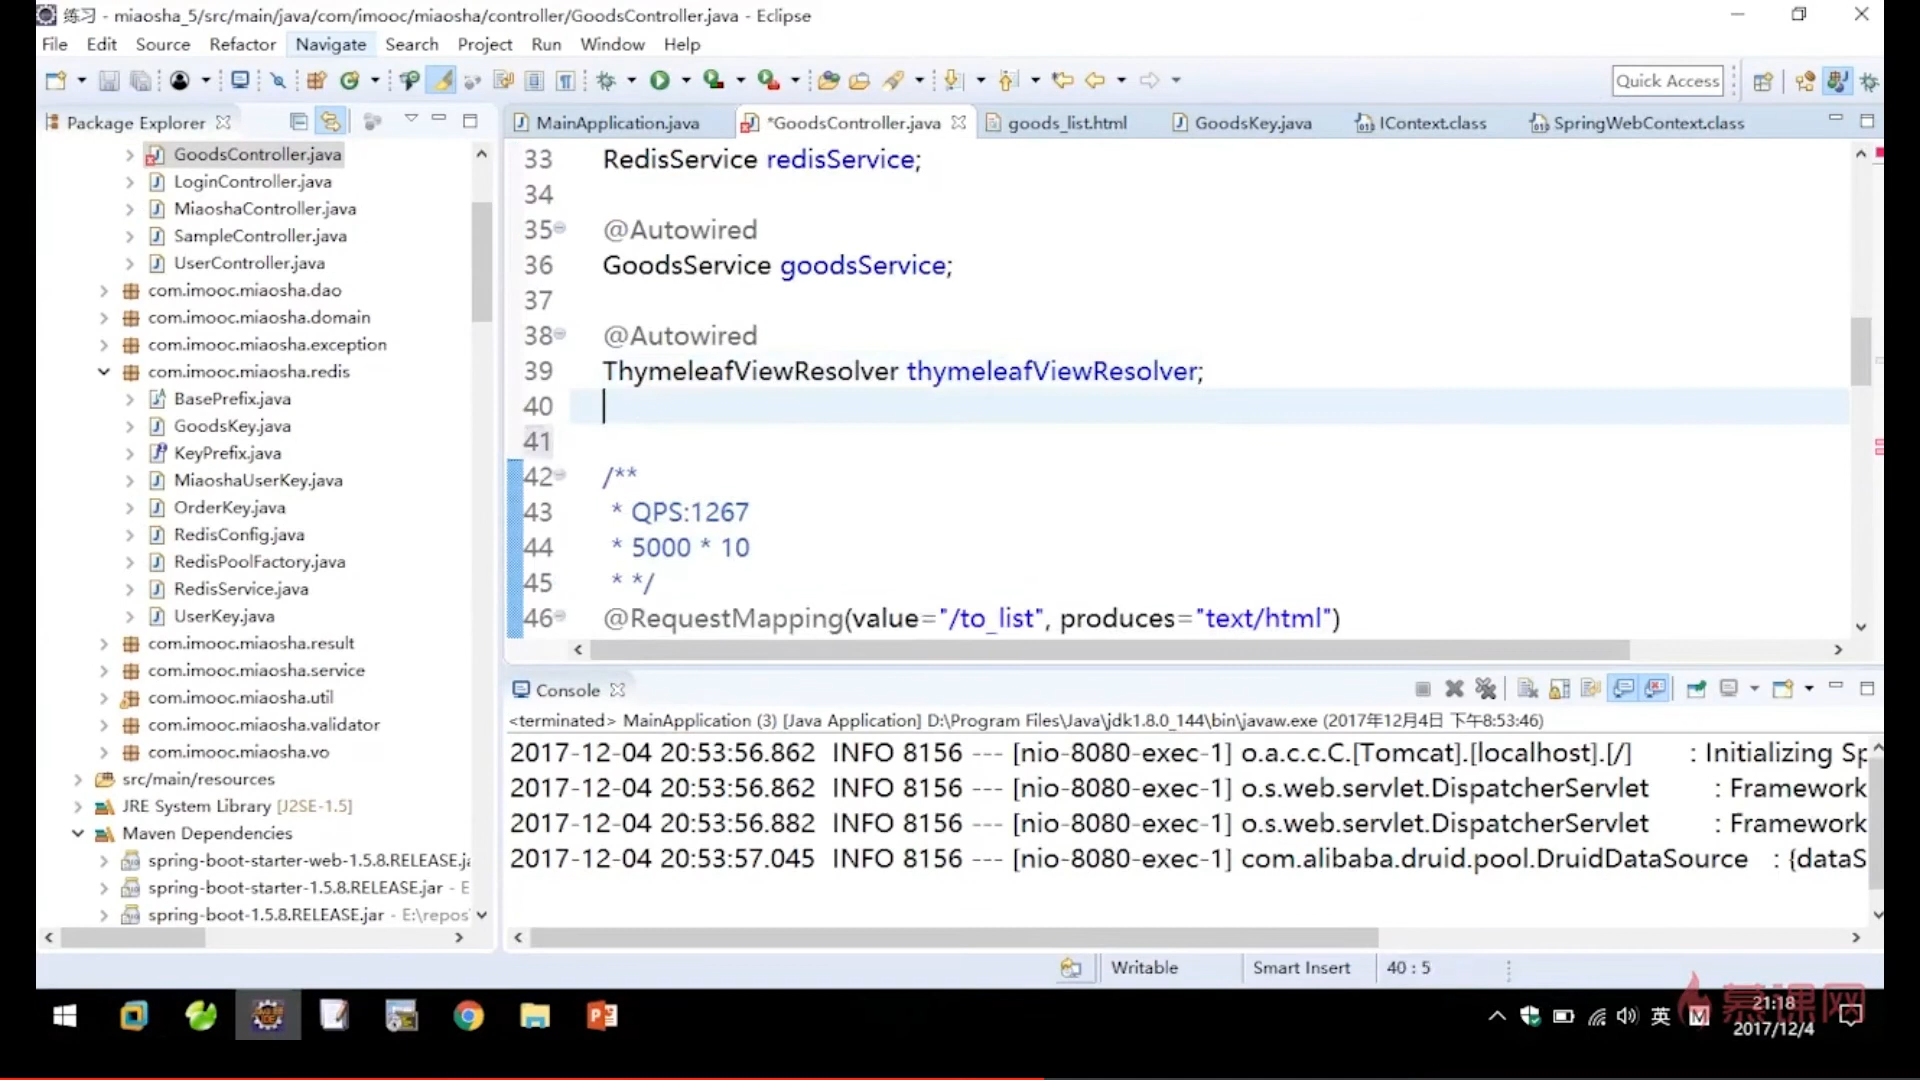 练习 - miaosha_5/src/main/java/com/imooc/miaosha/controller/GoodsController.java - Eclipse
File Edit Source Refactor Navigate Search Project Run Window Help
Quick Access
Package Explorer
GoodsController.java
LoginController.java
MiaoshaController.java
SampleController.java
UserController.java
com.imooc.miaosha.dao
com.imooc.miaosha.domain
com.imooc.miaosha.exception
com.imooc.miaosha.redis
BasePrefix.java
GoodsKey.java
KeyPrefix.java
MiaoshaUserKey.java
OrderKey.java
RedisConfig.java
RedisPoolFactory.java
RedisService.java
UserKey.java
com.imooc.miaosha.result
com.imooc.miaosha.service
com.imooc.miaosha.util
com.imooc.miaosha.validator
com.imooc.miaosha.vo
src/main/resources
JRE System Library [J2SE-1.5]
Maven Dependencies
spring-boot-starter-web-1.5.8.RELEASE.ja
spring-boot-starter-1.5.8.RELEASE.jar - E
spring-boot-1.5.8.RELEASE.jar - E:\repos
MainApplication.java *GoodsController.java goods_list.html GoodsKey.java IContext.class SpringWebContext.class
33 RedisService redisService;
34
35 @Autowired
36 GoodsService goodsService;
37
38 @Autowired
39 ThymeleafViewResolver thymeleafViewResolver;
40
41
42 /**
43 * QPS:1267
44 * 5000 * 10
45 * */
46 @RequestMapping(value="/to_list", produces="text/html")
Console
<terminated> MainApplication (3) [Java Application] D:\Program Files\Java\jdk1.8.0_144\bin\javaw.exe (2017年12月4日 下午8:53:46)
2017-12-04 20:53:56.862 INFO 8156 --- [nio-8080-exec-1] o.a.c.c.C.[Tomcat].[localhost].[/] : Initializing Sp
2017-12-04 20:53:56.862 INFO 8156 --- [nio-8080-exec-1] o.s.web.servlet.DispatcherServlet : Framework
2017-12-04 20:53:56.882 INFO 8156 --- [nio-8080-exec-1] o.s.web.servlet.DispatcherServlet : Framework
2017-12-04 20:53:57.045 INFO 8156 --- [nio-8080-exec-1] com.alibaba.druid.pool.DruidDataSource : {dataS
Writable Smart Insert 40 : 5
英 M 21:18
2017/12/4
慕课网